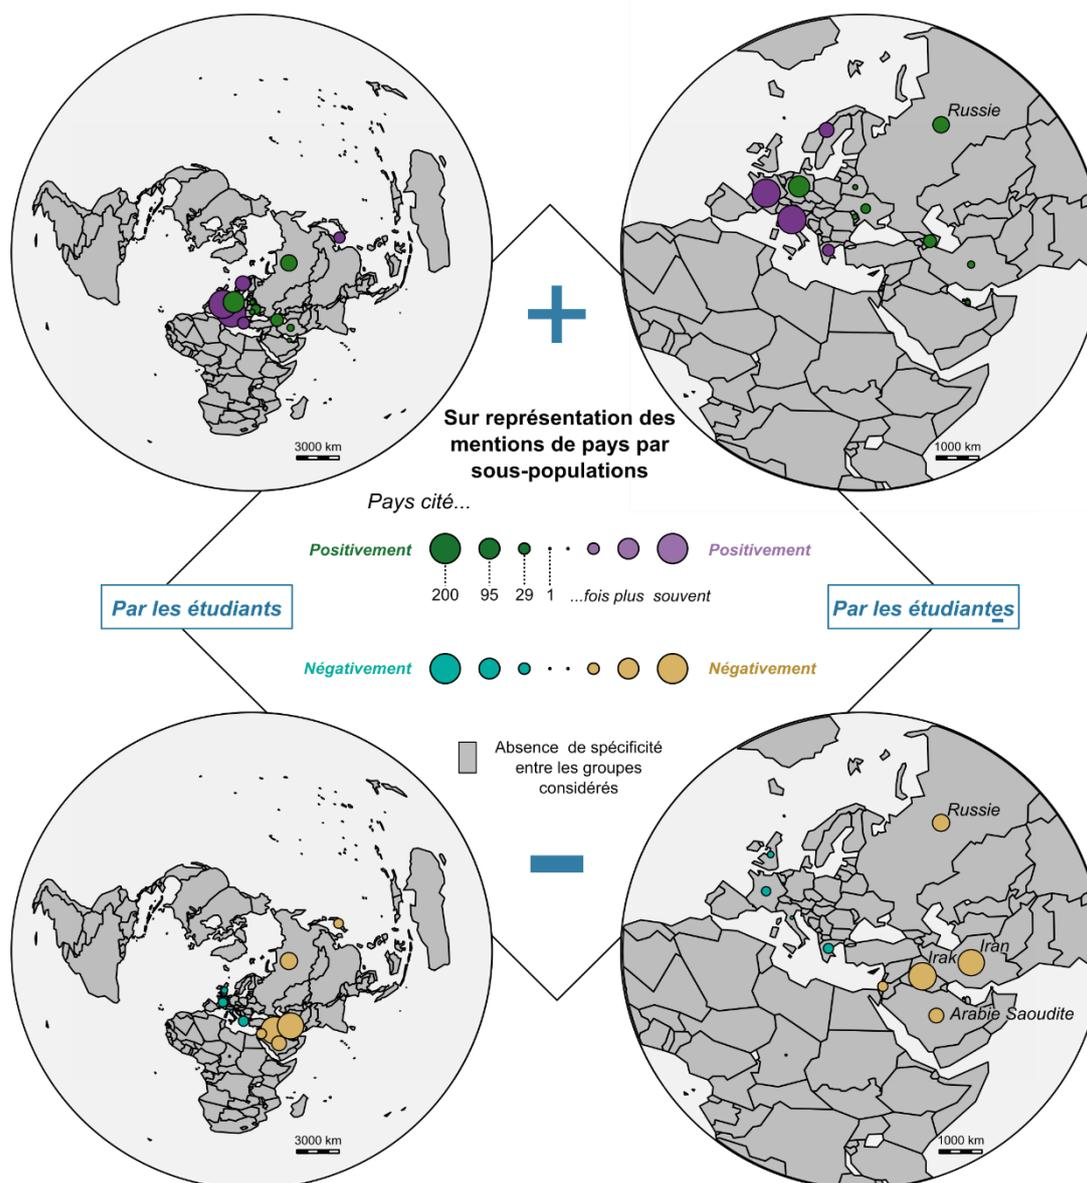 Russie
3000 km
1000 km
Sur représentation des
mentions de pays par
sous-populations
Pays cité...
Positivement
Positivement
200 95 29 1 ...fois plus souvent
Par les étudiants
Par les étudiantes
Négativement
Négativement
Absence de spécificité
entre les groupes
considérés
Russie
Irak
Iran
Arabie Saoudite
3000 km
1000 km